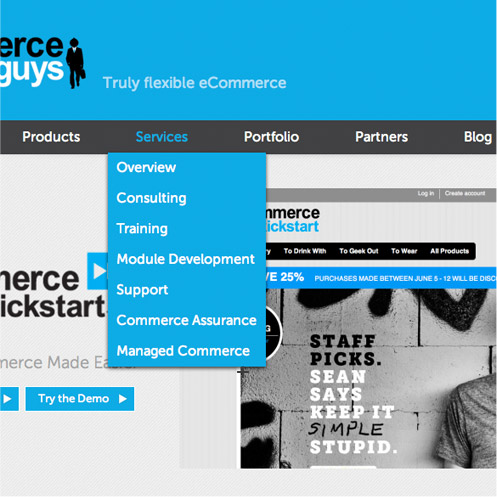 erce
guys
Truly flexible eCommerce
Products Services Portfolio Partners Blog
Overview
Consulting
Training
Module Development
Support
Commerce Assurance
Managed Commerce
Log in Create account
mmerce
ickstart
ry To Drink With To Geek Out To Wear All Products
VE 25% PURCHASES MADE BETWEEN JUNE 5 - 12 WILL BE DISC
merce
ickstart
G
STAFF
PICKS.
SEAN
SAYS
KEEP IT
SIMPLE
STUPID.
merce Made Easier
Try the Demo